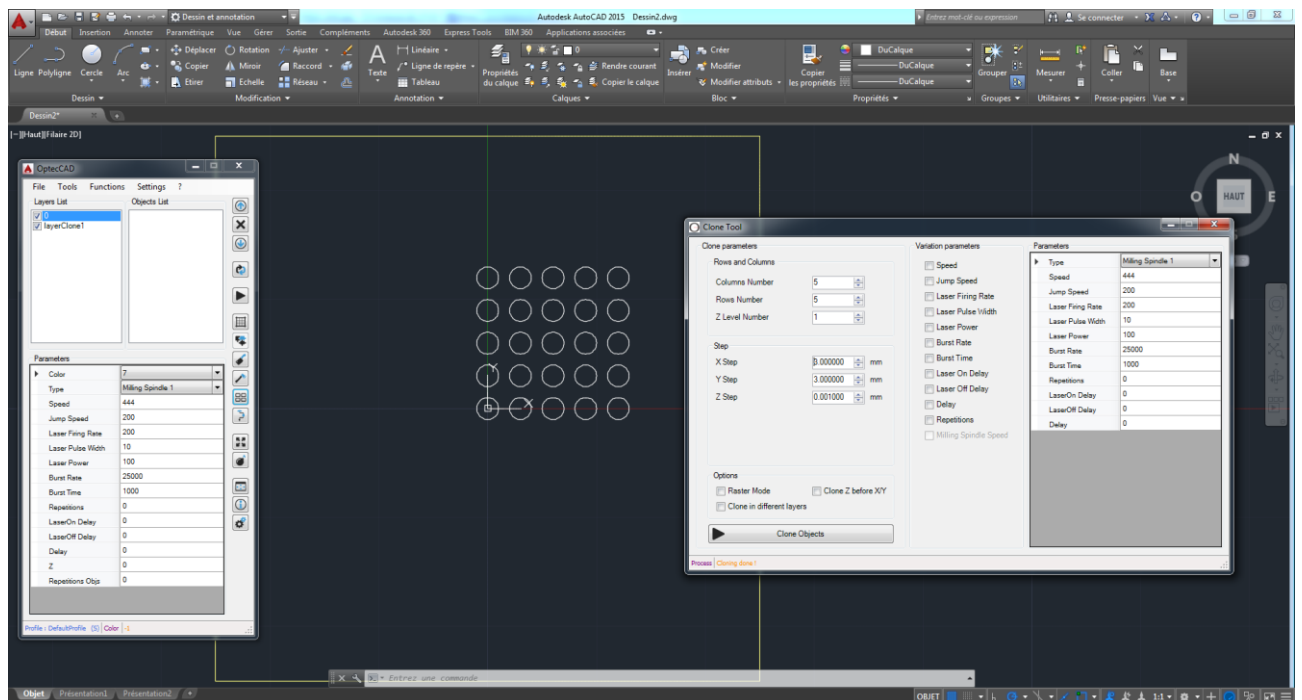 Dessin et annotation
Autodesk AutoCAD 2015 Dessin2.dwg
Entrez mot-clé ou expression
Se connecter
Début Insertion Annoter Paramétrique Vue Gérer Sortie Compléments Autodesk 360 Express Tools BIM 360 Applications associées
Ligne Polyligne Cercle Arc
Déplacer Rotation Ajuster
Copier Miroir Raccord
Etirer Echelle Réseau
Texte
Linéaire
Ligne de repère
Tableau
Propriétés du calque
0
Rendre courant
Copier le calque
Insérer
Créer
Modifier
Modifier attributs
Copier les propriétés
DuCalque
DuCalque
DuCalque
Grouper
Mesurer
Coller
Base
Dessin Modification Annotation Calques Bloc Propriétés Groupes Utilitaires Presse-papiers Vue
Dessin2*
[-][Haut][Filaire 2D]
N
O HAUT E
OptecCAD
File Tools Functions Settings ?
Layers List Objects List
0
layerClone1
Parameters
Color 7
Type Milling Spindle 1
Speed 444
Jump Speed 200
Laser Firing Rate 200
Laser Pulse Width 10
Laser Power 100
Burst Rate 25000
Burst Time 1000
Repetitions 0
LaserOn Delay 0
LaserOff Delay 0
Delay 0
Z 0
Repetitions Objs 0
Profile : DefaultProfile (S) Color -1
Y
X
Clone Tool
Clone parameters
Rows and Columns
Columns Number 5
Rows Number 5
Z Level Number 1
Step
X Step 3.000000 mm
Y Step 3.000000 mm
Z Step 0.001000 mm
Options
Raster Mode
Clone Z before X/Y
Clone in different layers
Clone Objects
Process Cloning done !
Variation parameters
Speed
Jump Speed
Laser Firing Rate
Laser Pulse Width
Laser Power
Burst Rate
Burst Time
Laser On Delay
Laser Off Delay
Delay
Repetitions
Milling Spindle Speed
Parameters
Type Milling Spindle 1
Speed 444
Jump Speed 200
Laser Firing Rate 200
Laser Pulse Width 10
Laser Power 100
Burst Rate 25000
Burst Time 1000
Repetitions 0
LaserOn Delay 0
LaserOff Delay 0
Delay 0
Entrez une commande
Objet Présentation1 Présentation2
OBJET
1:1